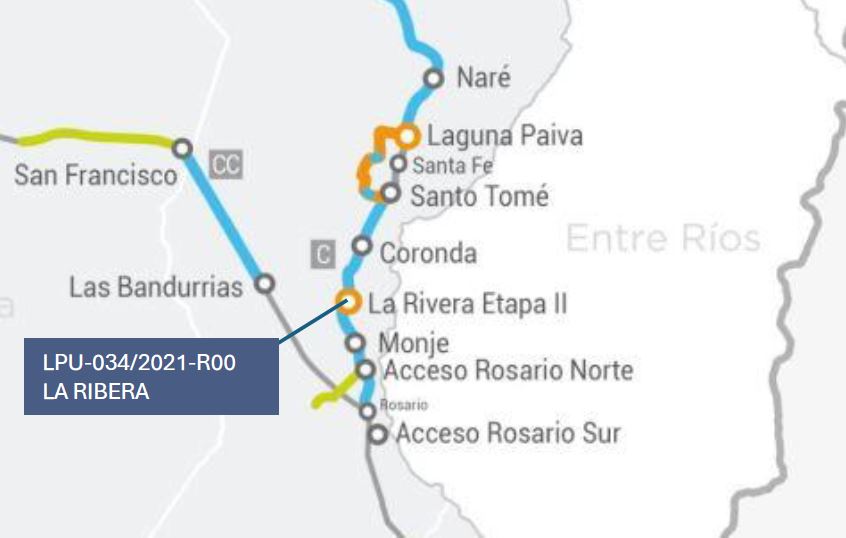 Naré
Laguna Paiva
Santa Fe
San Francisco
CC
Santo Tomé
Entre Ríos
C
Coronda
Las Bandurrias
La Rivera Etapa II
a
LPU-034/2021-R00
LA RIBERA
Monje
Acceso Rosario Norte
Rosario
Acceso Rosario Sur